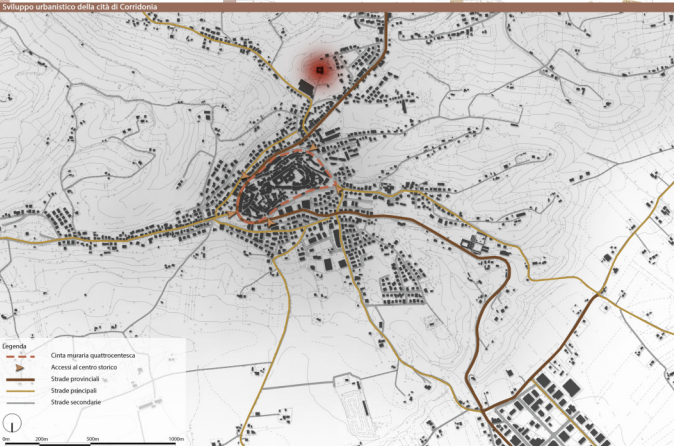 Sviluppo urbanistico della cità di Corridonia
Legenda
Cinta muraria quattrocentesca
Accessi al centro storico
Strade provinciali
Strade principali
Strade secondarie
0m 200m 500m 1000m